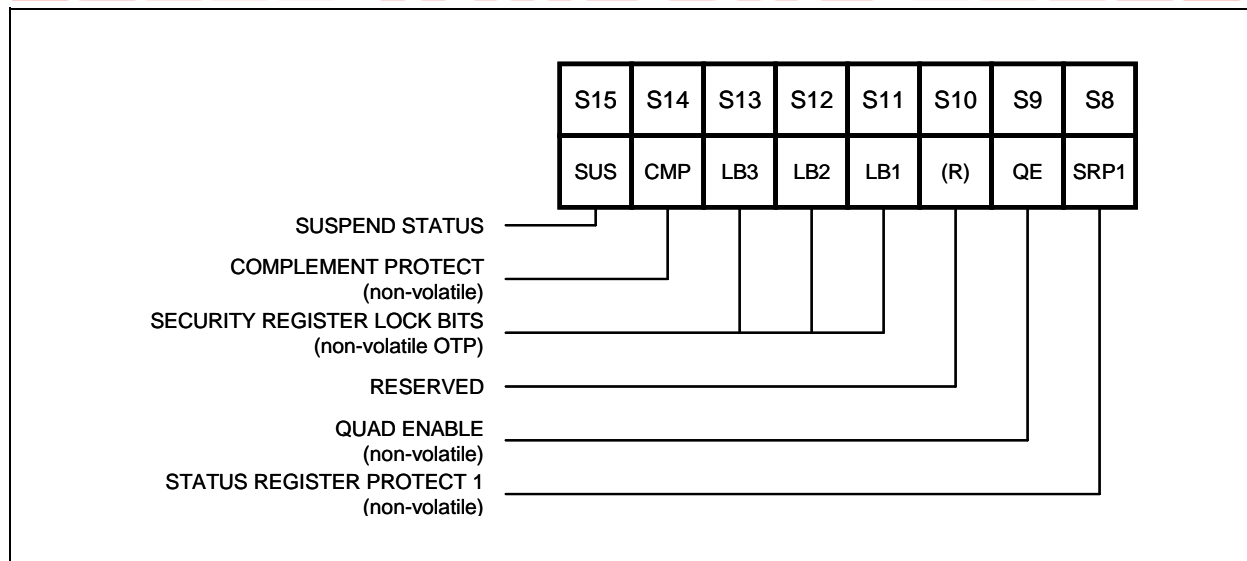 S15 S14 S13 S12 S11 S10 S9 S8
SUS CMP LB3 LB2 LB1 (R) QE SRP1
SUSPEND STATUS
COMPLEMENT PROTECT
(non-volatile)
SECURITY REGISTER LOCK BITS
(non-volatile OTP)
RESERVED
QUAD ENABLE
(non-volatile)
STATUS REGISTER PROTECT 1
(non-volatile)